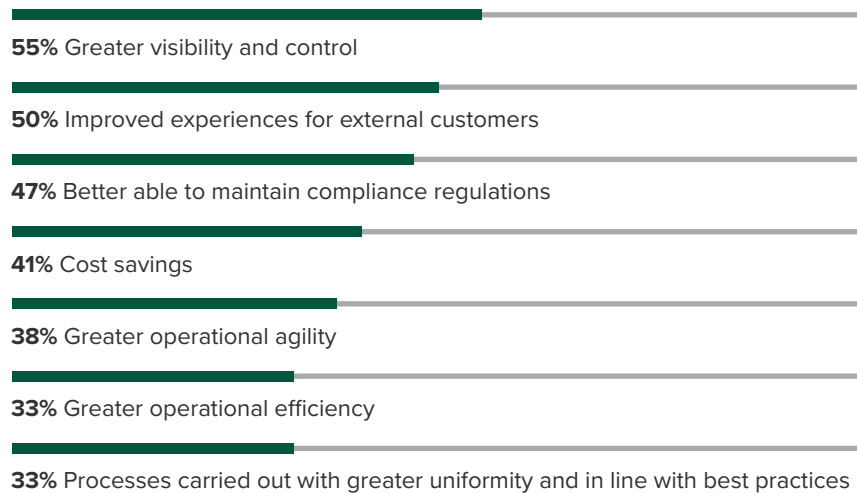 55% Greater visibility and control
50% Improved experiences for external customers
47% Better able to maintain compliance regulations
41% Cost savings
38% Greater operational agility
33% Greater operational efficiency
33% Processes carried out with greater uniformity and in line with best practices